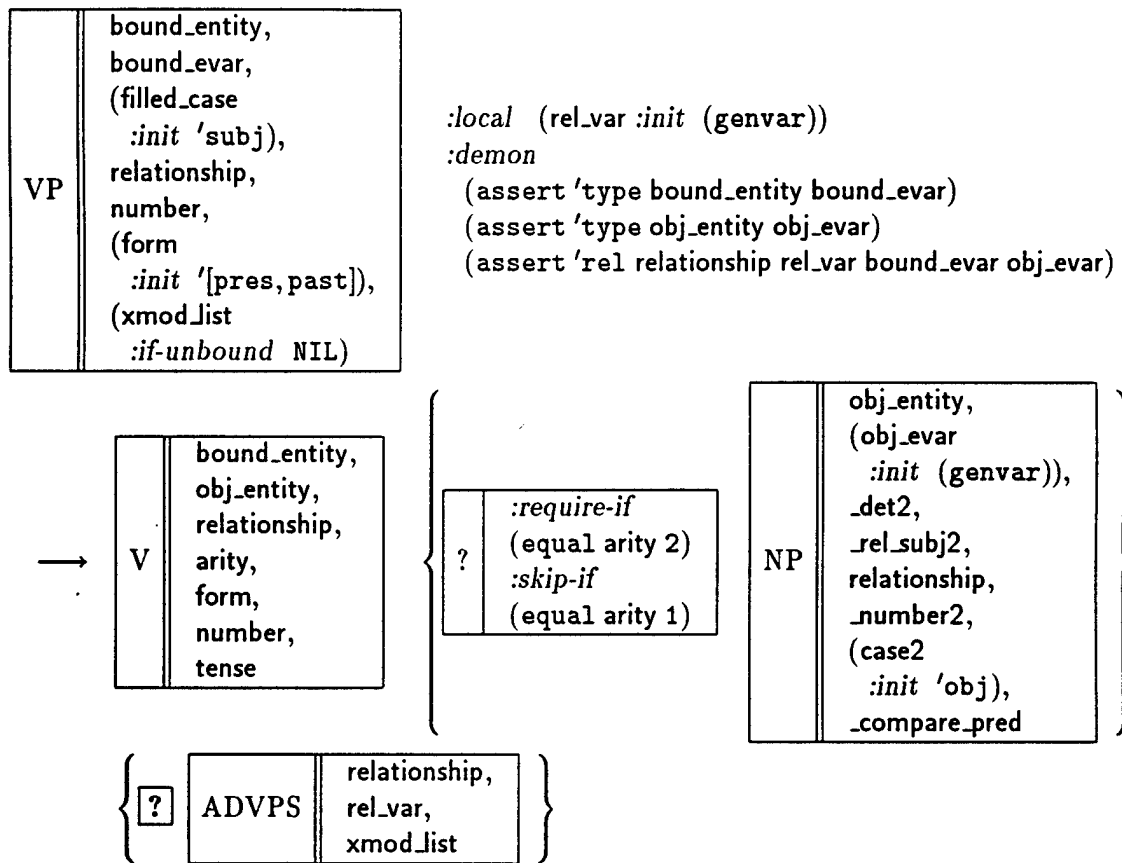 VP
bound_entity,
bound_evar,
(filled_case
:init 'subj),
relationship,
number,
(form
:init '[pres,past]),
(xmod_list
:if-unbound NIL)
:local (rel_var :init (genvar))
:demon
(assert 'type bound_entity bound_evar)
(assert 'type obj_entity obj_evar)
(assert 'rel relationship rel_var bound_evar obj_evar)
⟶
V
bound_entity,
obj_entity,
relationship,
arity,
form,
number,
tense
{
?
:require-if
(equal arity 2)
:skip-if
(equal arity 1)
NP
obj_entity,
(obj_evar
:init (genvar)),
_det2,
_rel_subj2,
relationship,
_number2,
(case2
:init 'obj),
_compare_pred
}
{
?
ADVPS
relationship,
rel_var,
xmod_list
}